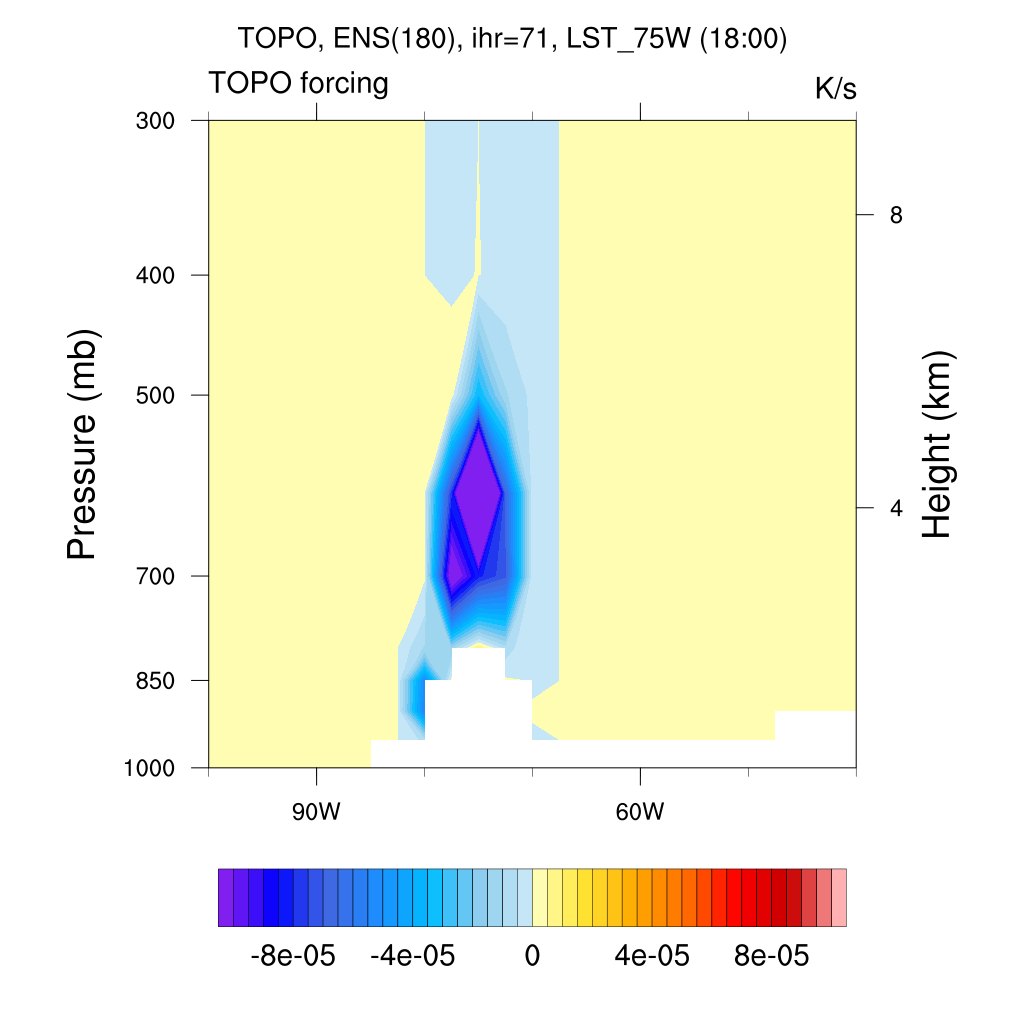 TOPO, ENS(180), ihr=71, LST_75W (18:00)
TOPO forcing
K/s
300
400
500
700
850
1000
Pressure (mb)
8
4
Height (km)
90W
60W
-8e-05
-4e-05
0
4e-05
8e-05